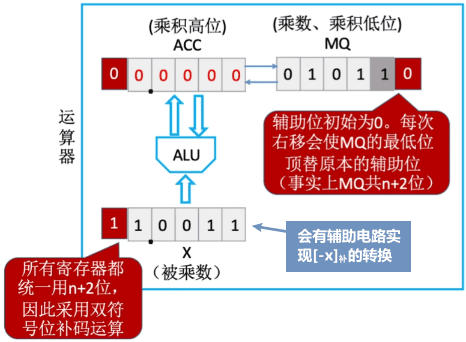 (乘积高位)
ACC
(乘数、乘积低位)
MQ
0 0 0 0 0 0
0 1 0 1 1 0
运算器
ALU
辅助位初始为0。每次
右移会使MQ的最低位
顶替原本的辅助位
（事实上MQ共n+2位）
1 1 0 0 1 1
X
（被乘数）
会有辅助电路实
现[-x]补的转换
所有寄存器都
统一用n+2位，
因此采用双符
号位补码运算